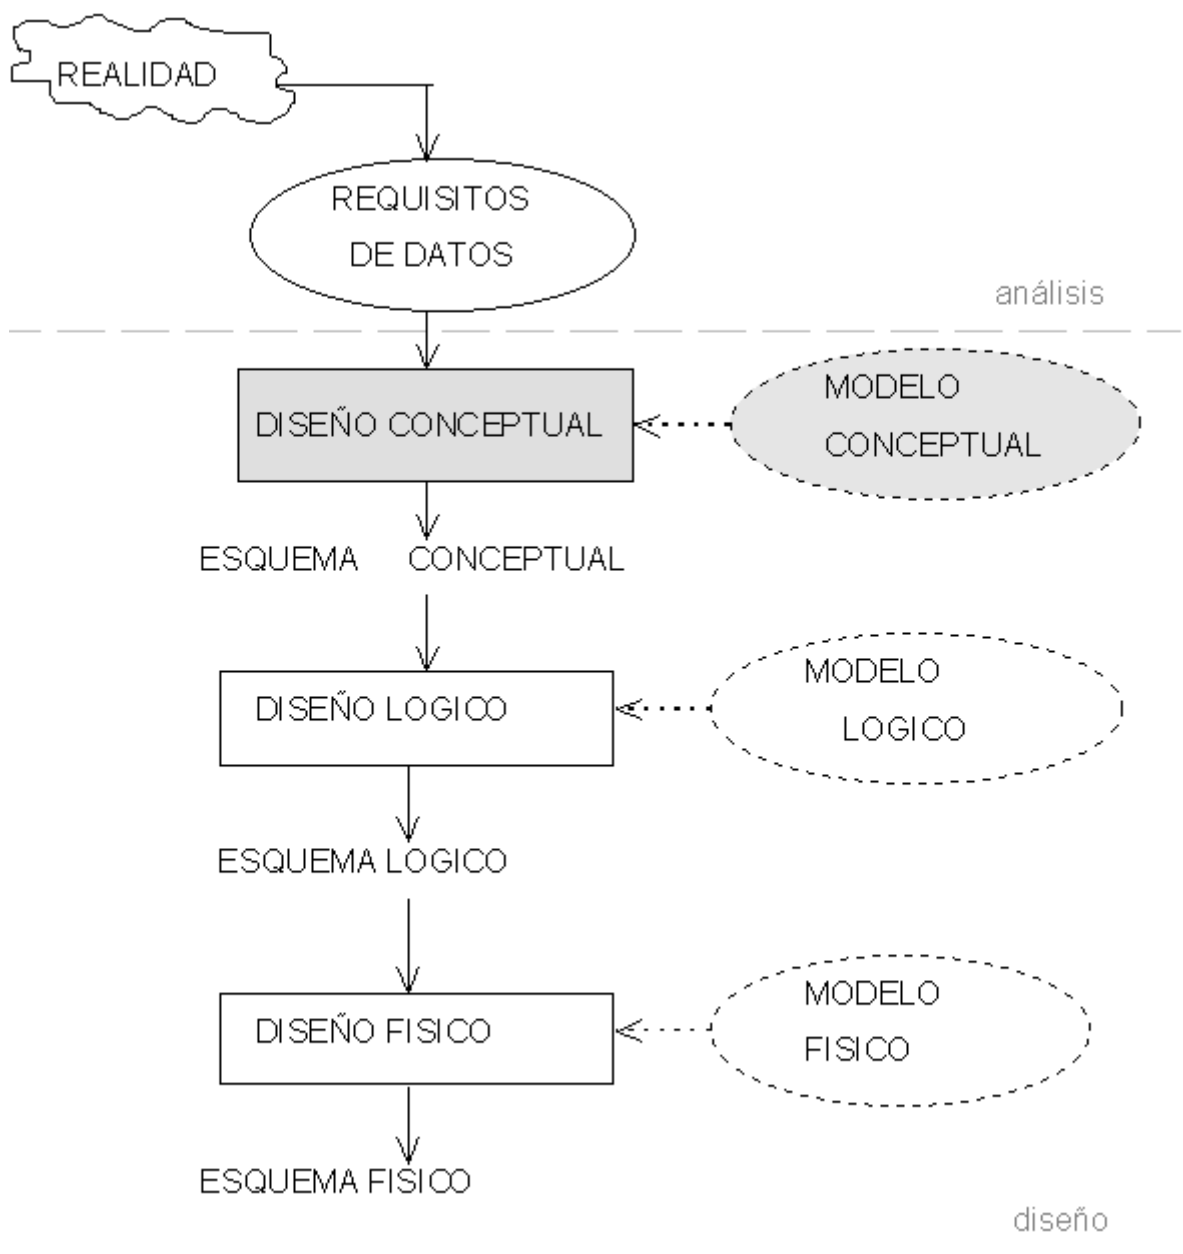 REALIDAD
REQUISITOS
DE DATOS
análisis
DISEÑO CONCEPTUAL
MODELO
CONCEPTUAL
ESQUEMA CONCEPTUAL
DISEÑO LOGICO
MODELO
LOGICO
ESQUEMA LOGICO
DISEÑO FISICO
MODELO
FISICO
ESQUEMA FISICO
diseño